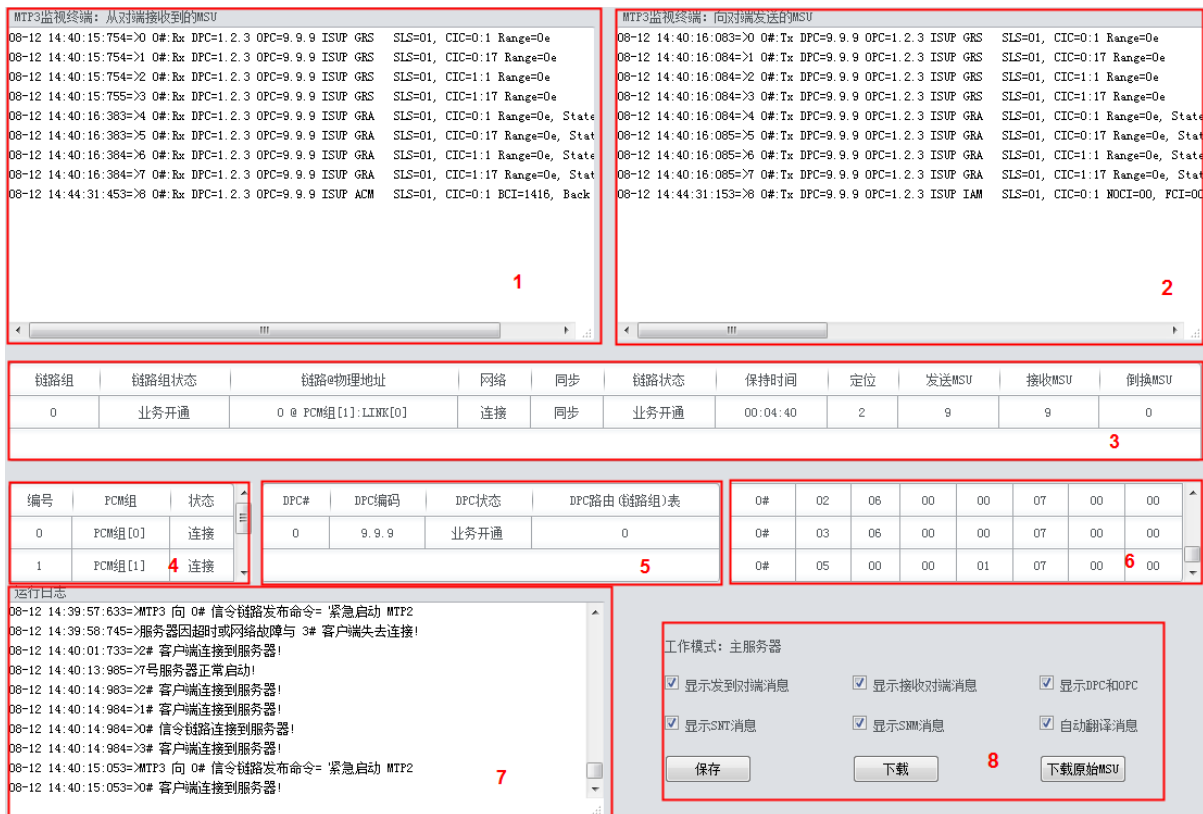 MTP3监视终端: 从对端接收到的MSU
08-12 14:40:15:754=>0 0#:Rx DPC=1.2.3 OPC=9.9.9 ISUP GRS SLS=01, CIC=0:1 Range=0e
08-12 14:40:15:754=>1 0#:Rx DPC=1.2.3 OPC=9.9.9 ISUP GRS SLS=01, CIC=0:17 Range=0e
08-12 14:40:15:754=>2 0#:Rx DPC=1.2.3 OPC=9.9.9 ISUP GRS SLS=01, CIC=1:1 Range=0e
08-12 14:40:15:755=>3 0#:Rx DPC=1.2.3 OPC=9.9.9 ISUP GRS SLS=01, CIC=1:17 Range=0e
08-12 14:40:16:383=>4 0#:Rx DPC=1.2.3 OPC=9.9.9 ISUP GRA SLS=01, CIC=0:1 Range=0e, State
08-12 14:40:16:383=>5 0#:Rx DPC=1.2.3 OPC=9.9.9 ISUP GRA SLS=01, CIC=0:17 Range=0e, Stat
08-12 14:40:16:384=>6 0#:Rx DPC=1.2.3 OPC=9.9.9 ISUP GRA SLS=01, CIC=1:1 Range=0e, State
08-12 14:40:16:384=>7 0#:Rx DPC=1.2.3 OPC=9.9.9 ISUP GRA SLS=01, CIC=1:17 Range=0e, Stat
08-12 14:44:31:453=>8 0#:Rx DPC=1.2.3 OPC=9.9.9 ISUP ACM SLS=01, CIC=0:1 BCI=1416, Back
1
MTP3监视终端: 向对端发送的MSU
08-12 14:40:16:083=>0 0#:Tx DPC=9.9.9 OPC=1.2.3 ISUP GRS SLS=01, CIC=0:1 Range=0e
08-12 14:40:16:084=>1 0#:Tx DPC=9.9.9 OPC=1.2.3 ISUP GRS SLS=01, CIC=0:17 Range=0e
08-12 14:40:16:084=>2 0#:Tx DPC=9.9.9 OPC=1.2.3 ISUP GRS SLS=01, CIC=1:1 Range=0e
08-12 14:40:16:084=>3 0#:Tx DPC=9.9.9 OPC=1.2.3 ISUP GRS SLS=01, CIC=1:17 Range=0e
08-12 14:40:16:084=>4 0#:Tx DPC=9.9.9 OPC=1.2.3 ISUP GRA SLS=01, CIC=0:1 Range=0e, State
08-12 14:40:16:085=>5 0#:Tx DPC=9.9.9 OPC=1.2.3 ISUP GRA SLS=01, CIC=0:17 Range=0e, Stat
08-12 14:40:16:085=>6 0#:Tx DPC=9.9.9 OPC=1.2.3 ISUP GRA SLS=01, CIC=1:1 Range=0e, State
08-12 14:40:16:085=>7 0#:Tx DPC=9.9.9 OPC=1.2.3 ISUP GRA SLS=01, CIC=1:17 Range=0e, Stat
08-12 14:44:31:153=>8 0#:Tx DPC=9.9.9 OPC=1.2.3 ISUP IAM SLS=01, CIC=0:1 NOCI=00, FCI=00
2
链路组 链路组状态 链路@物理地址 网络 同步 链路状态 保持时间 定位 发送MSU 接收MSU 倒换MSU
0 业务开通 0 @ PCM组[1]:LINK[0] 连接 同步 业务开通 00:04:40 2 9 9 0
3
编号 PCM组 状态
0 PCM组[0] 连接
1 PCM组[1] 连接
4
DPC# DPC编码 DPC状态 DPC路由(链路组)表
0 9.9.9 业务开通 0
5
0# 02 06 00 00 07 00 00
0# 03 06 00 00 07 00 00
0# 05 00 00 01 07 00 00
6
运行日志
08-12 14:39:57:633=>MTP3 向 0# 信令链路发布命令= '紧急启动 MTP2
08-12 14:39:58:745=>服务器因超时或网络故障与 3# 客户端失去连接!
08-12 14:40:01:733=>2# 客户端连接到服务器!
08-12 14:40:13:985=>7号服务器正常启动!
08-12 14:40:14:983=>2# 客户端连接到服务器!
08-12 14:40:14:984=>1# 客户端连接到服务器!
08-12 14:40:14:984=>0# 信令链路连接到服务器!
08-12 14:40:14:984=>3# 客户端连接到服务器!
08-12 14:40:15:053=>MTP3 向 0# 信令链路发布命令= '紧急启动 MTP2
08-12 14:40:15:053=>0# 客户端连接到服务器!
7
工作模式: 主服务器
显示发到对端消息 显示接收对端消息 显示DPC和OPC
显示SNT消息 显示SNM消息 自动翻译消息
保存 下载 下载原始MSU
8